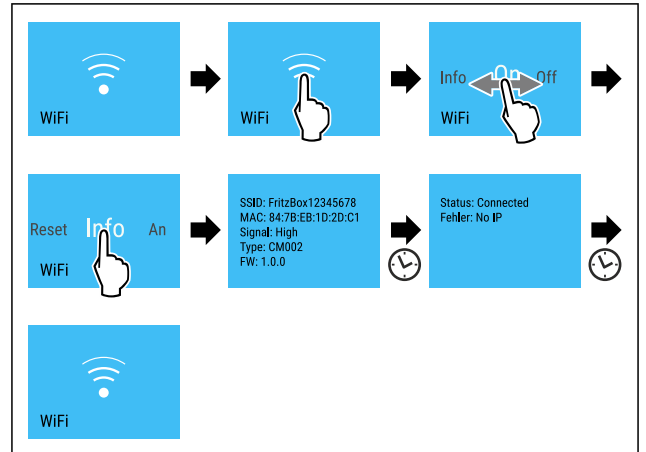 WiFi
WiFi
Info On Off
WiFi
Reset Info An
WiFi
SSID: FritzBox12345678
MAC: 84:7B:EB:1D:2D:C1
Signal: High
Type: CM002
FW: 1.0.0
Status: Connected
Fehler: No IP
WiFi